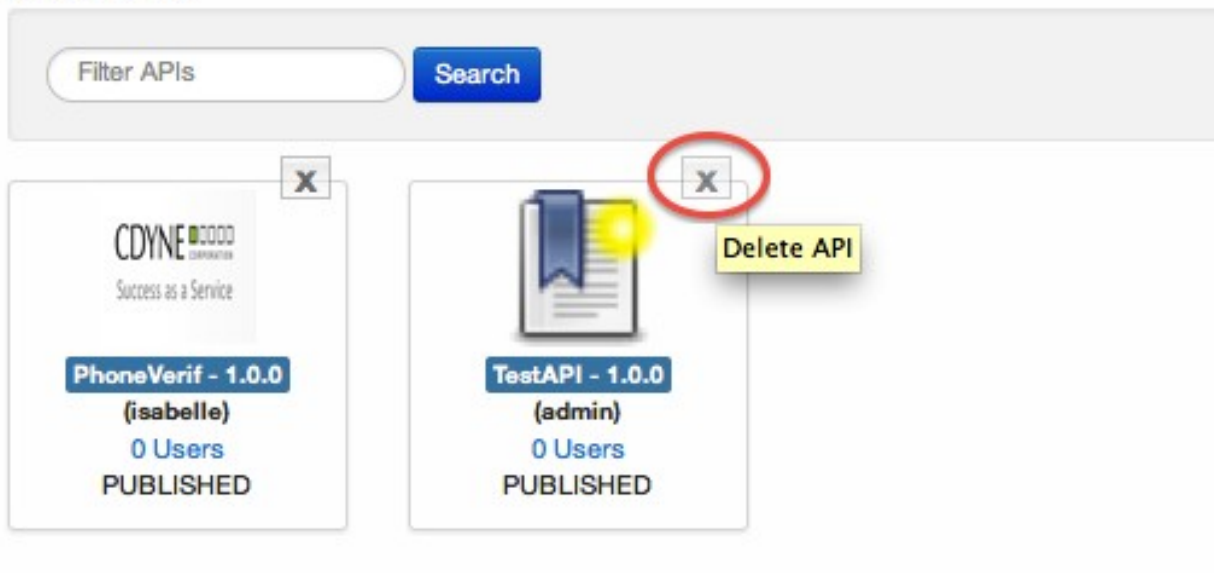 Filter APIs
Search
x
x
Delete API
CDYNE
CORPORATION
Success as a Service
PhoneVerif - 1.0.0
(isabelle)
0 Users
PUBLISHED
TestAPI - 1.0.0
(admin)
0 Users
PUBLISHED